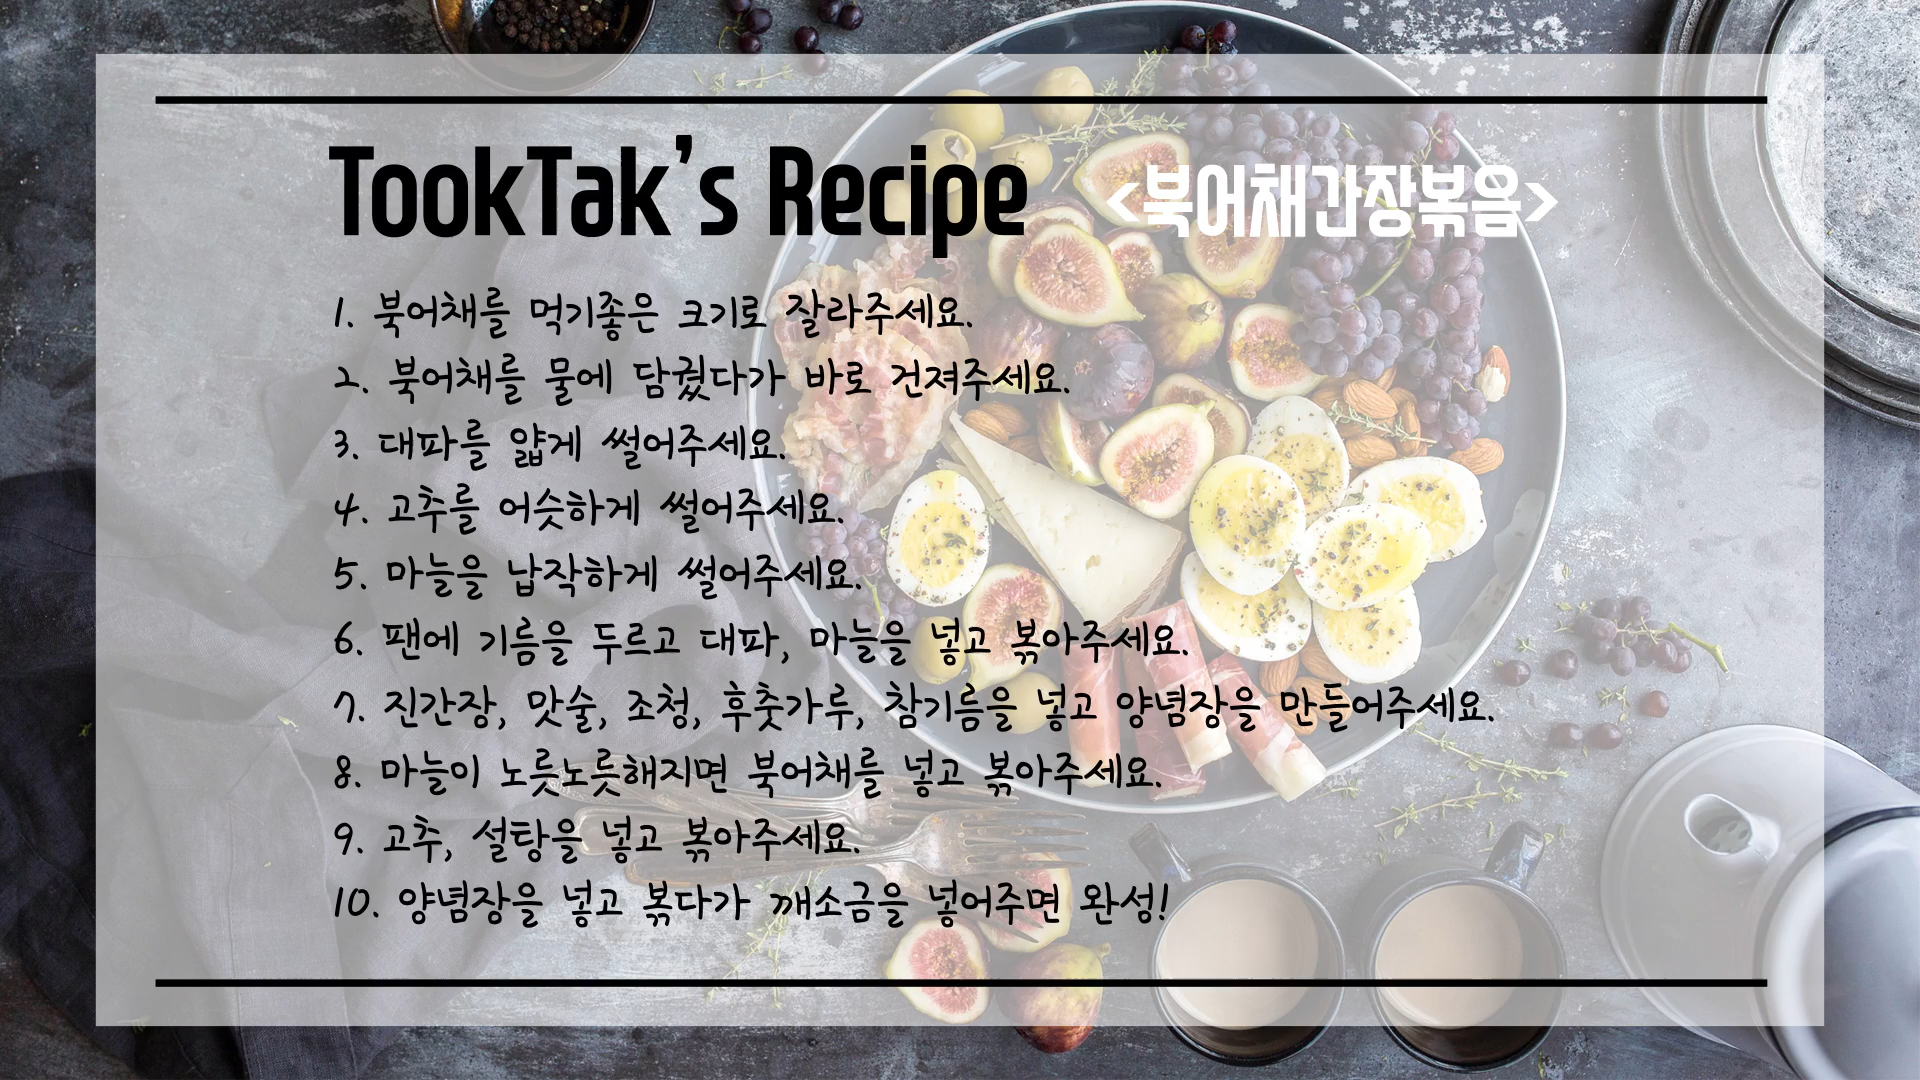 TookTak's Recipe <북어채간장볶음>
1. 북어채를 먹기좋은 크기로 잘라주세요.
2. 북어채를 물에 담궜다가 바로 건져주세요.
3. 대파를 얇게 썰어주세요.
4. 고추를 어슷하게 썰어주세요.
5. 마늘을 납작하게 썰어주세요.
6. 팬에 기름을 두르고 대파, 마늘을 넣고 볶아주세요.
7. 진간장, 맛술, 조청, 후춧가루, 참기름을 넣고 양념장을 만들어주세요.
8. 마늘이 노릇노릇해지면 북어채를 넣고 볶아주세요.
9. 고추, 설탕을 넣고 볶아주세요.
10. 양념장을 넣고 볶다가 깨소금을 넣어주면 완성!